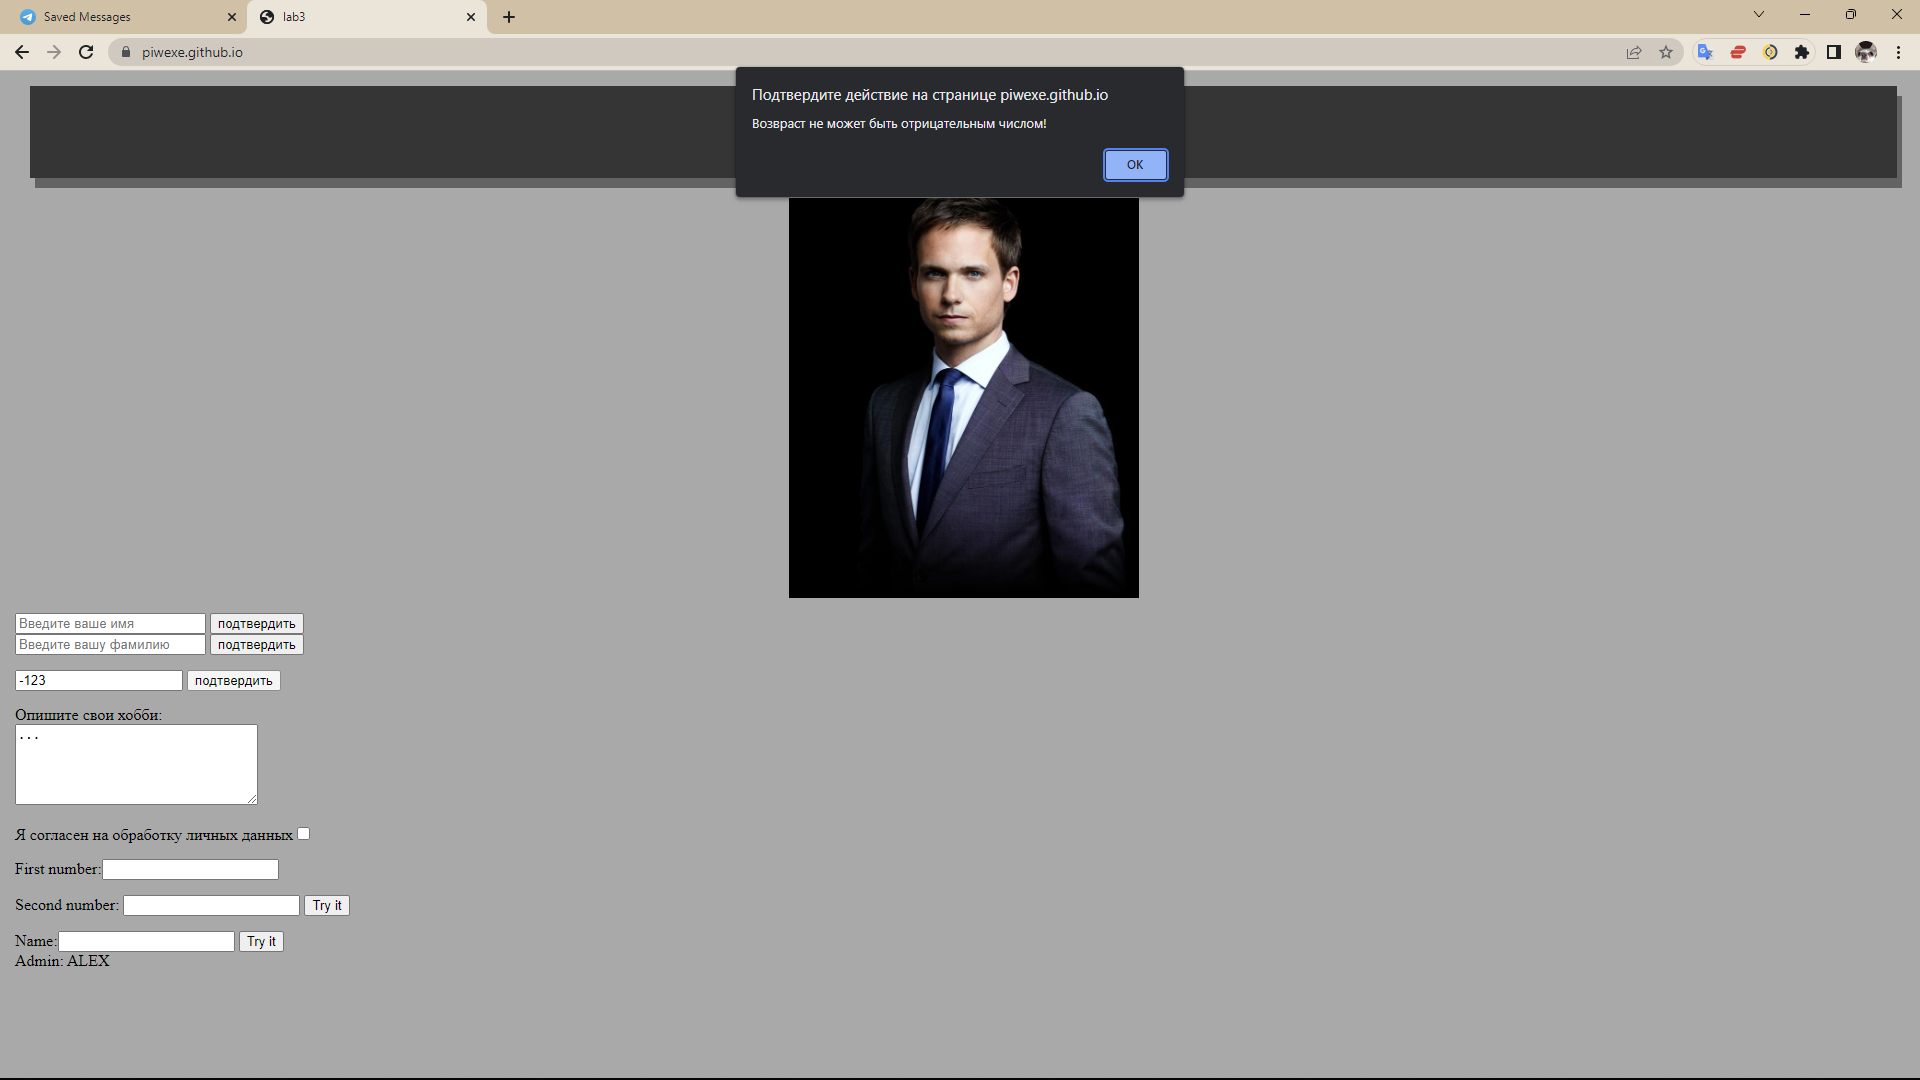 Saved Messages
lab3
piwexe.github.io
Подтвердите действие на странице piwexe.github.io
Возвраст не может быть отрицательным числом!
OK
Введите ваше имя подтвердить
Введите вашу фамилию подтвердить
-123 подтвердить
Опишите свои хобби:
...
Я согласен на обработку личных данных
First number:
Second number: Try it
Name: Try it
Admin: ALEX